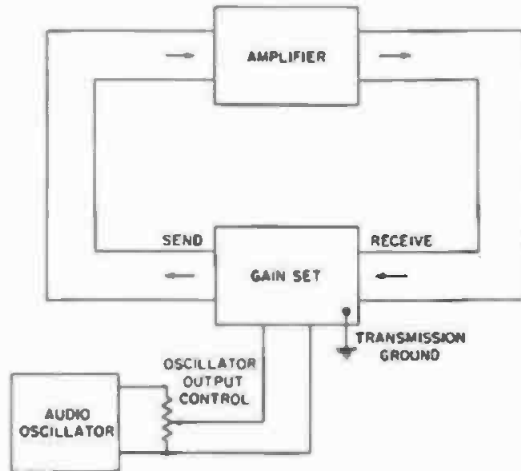 AMPLIFIER
SEND
RECEIVE
GAIN SET
TRANSMISSION
GROUND
OSCILLATOR
OUTPUT
CONTROL
AUDIO
OSCILLATOR